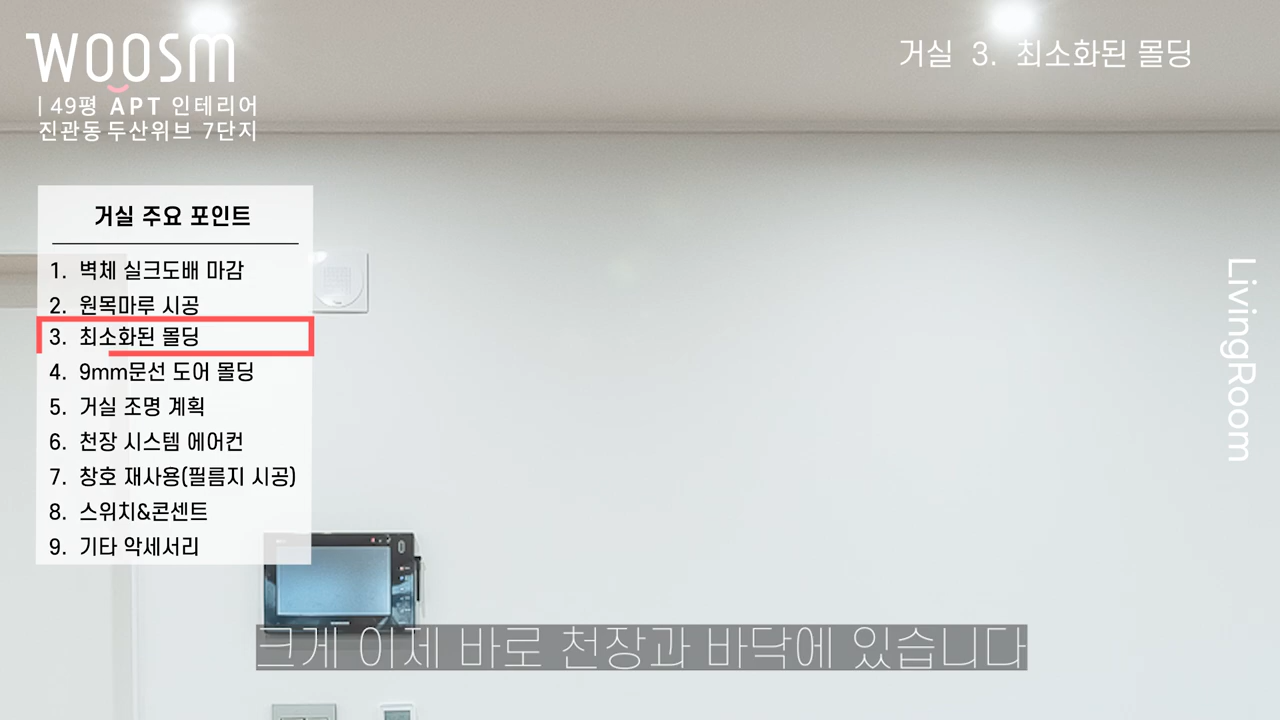 WOOSM
| 49평 APT 인테리어
진관동 두산위브 7단지
거실 3. 최소화된 몰딩
거실 주요 포인트
1. 벽체 실크도배 마감
2. 원목마루 시공
3. 최소화된 몰딩
4. 9mm문선 도어 몰딩
5. 거실 조명 계획
6. 천장 시스템 에어컨
7. 창호 재사용(필름지 시공)
8. 스위치&콘센트
9. 기타 악세서리
LivingRoom
크게 이제 바로 천장과 바닥에 있습니다